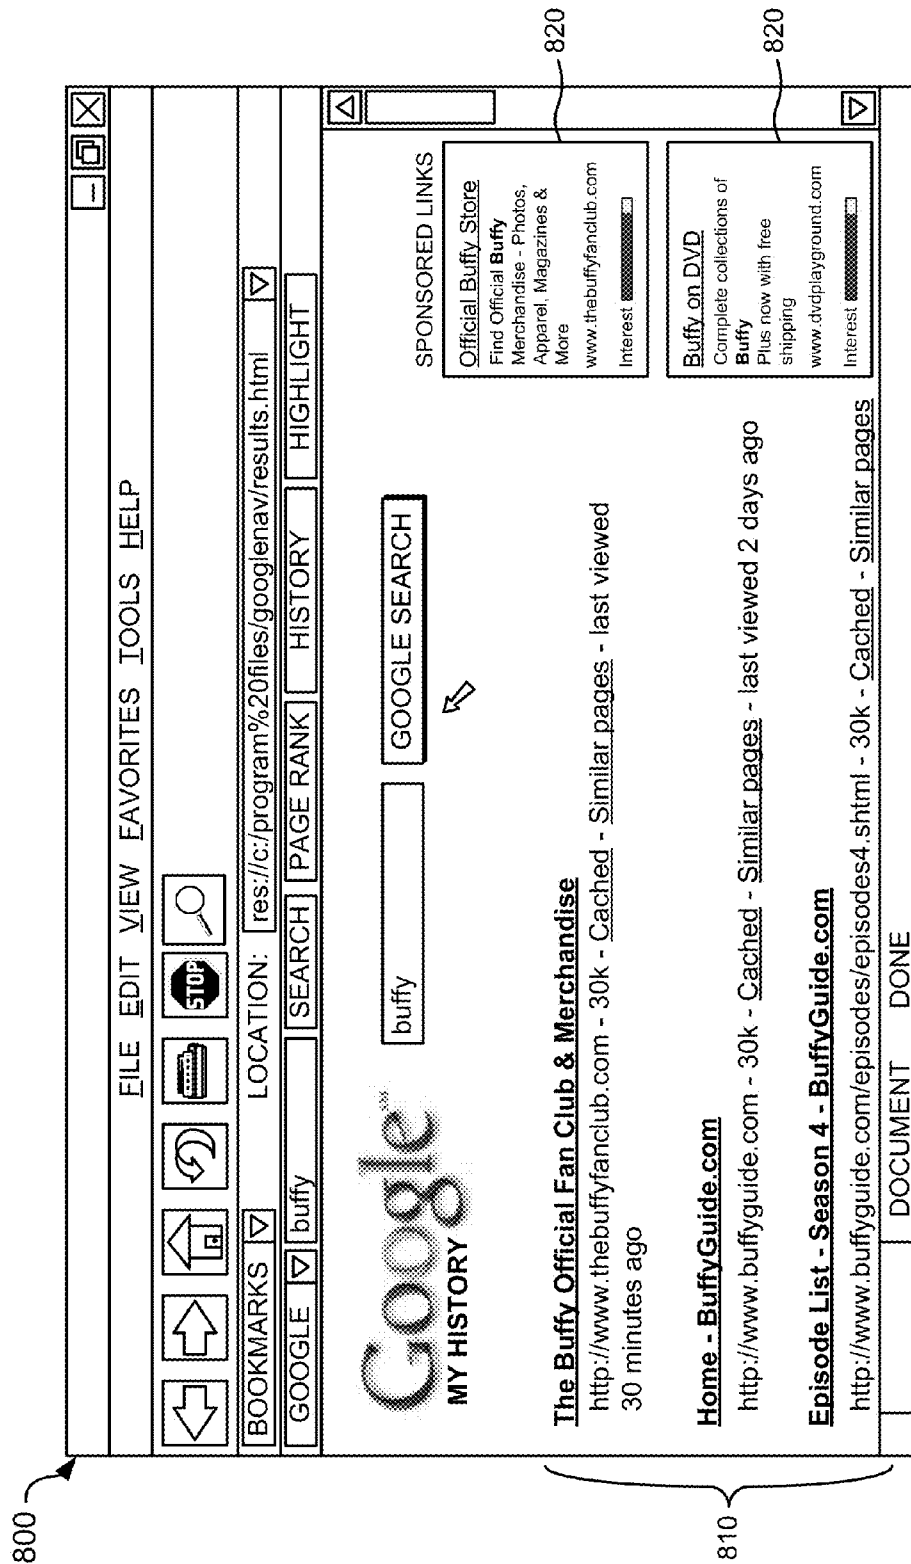 800
FILE EDIT VIEW FAVORITES TOOLS HELP
STOP
BOOKMARKS LOCATION: res://c:/program%20files/googlenav/results.html
GOOGLE buffy SEARCH PAGE RANK HISTORY HIGHLIGHT
Google
MY HISTORY
buffy
GOOGLE SEARCH
SPONSORED LINKS
810
The Buffy Official Fan Club & Merchandise
http://www.thebuffyfanclub.com - 30k - Cached - Similar pages - last viewed
30 minutes ago
Home - BuffyGuide.com
http://www.buffyguide.com - 30k - Cached - Similar pages - last viewed 2 days ago
Episode List - Season 4 - BuffyGuide.com
http://www.buffyguide.com/episodes/episodes4.shtml - 30k - Cached - Similar pages
Official Buffy Store
Find Official Buffy
Merchandise - Photos,
Apparel, Magazines &
More
www.thebuffyfanclub.com
Interest
820
Buffy on DVD
Complete collections of
Buffy
Plus now with free
shipping
www.dvdplayground.com
Interest
820
DOCUMENT DONE